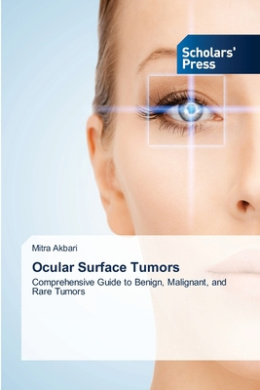 Scholars'
Press
Mitra Akbari
Ocular Surface Tumors
Comprehensive Guide to Benign, Malignant, and
Rare Tumors